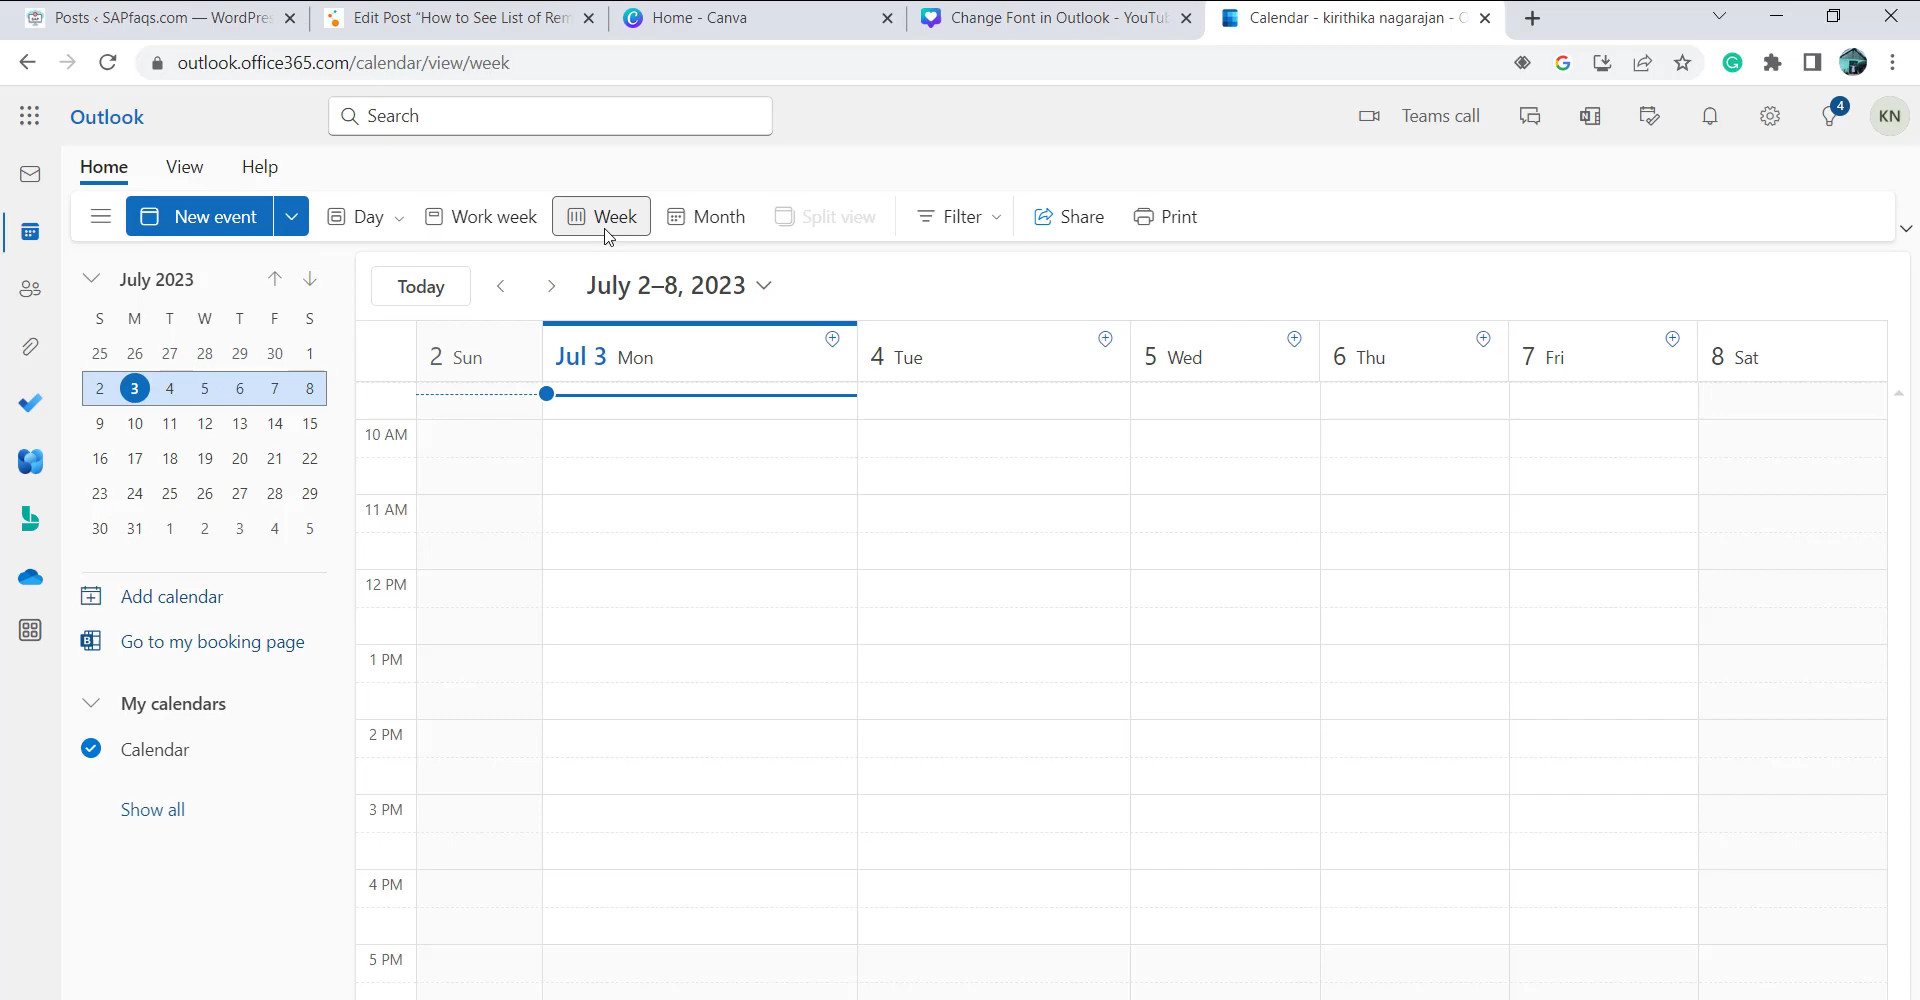 Posts ‹ SAPfaqs.com — WordPres
Edit Post “How to See List of Rem
Home - Canva
Change Font in Outlook - YouTu
Calendar - kirithika nagarajan - O
outlook.office365.com/calendar/view/week
Outlook
Search
Teams call
4
KN
Home View Help
New event Day Work week Week Month Split view Filter Share Print
July 2023
Today July 2–8, 2023
S M T W T F S
25 26 27 28 29 30 1
2 3 4 5 6 7 8
9 10 11 12 13 14 15
16 17 18 19 20 21 22
23 24 25 26 27 28 29
30 31 1 2 3 4 5
Add calendar
Go to my booking page
My calendars
Calendar
Show all
2 Sun Jul 3 Mon 4 Tue 5 Wed 6 Thu 7 Fri 8 Sat
10 AM
11 AM
12 PM
1 PM
2 PM
3 PM
4 PM
5 PM